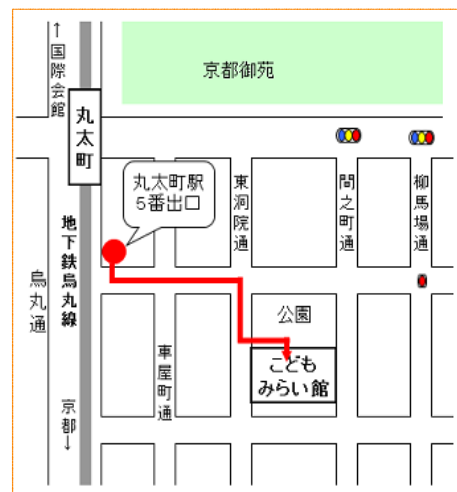 ↑国際会館
京都御苑
丸太町
丸太町駅
5番出口
東洞院通
間之町通
柳馬場通
地下鉄烏丸線
烏丸通
公園
車屋町通
こども
みらい館
京都↓